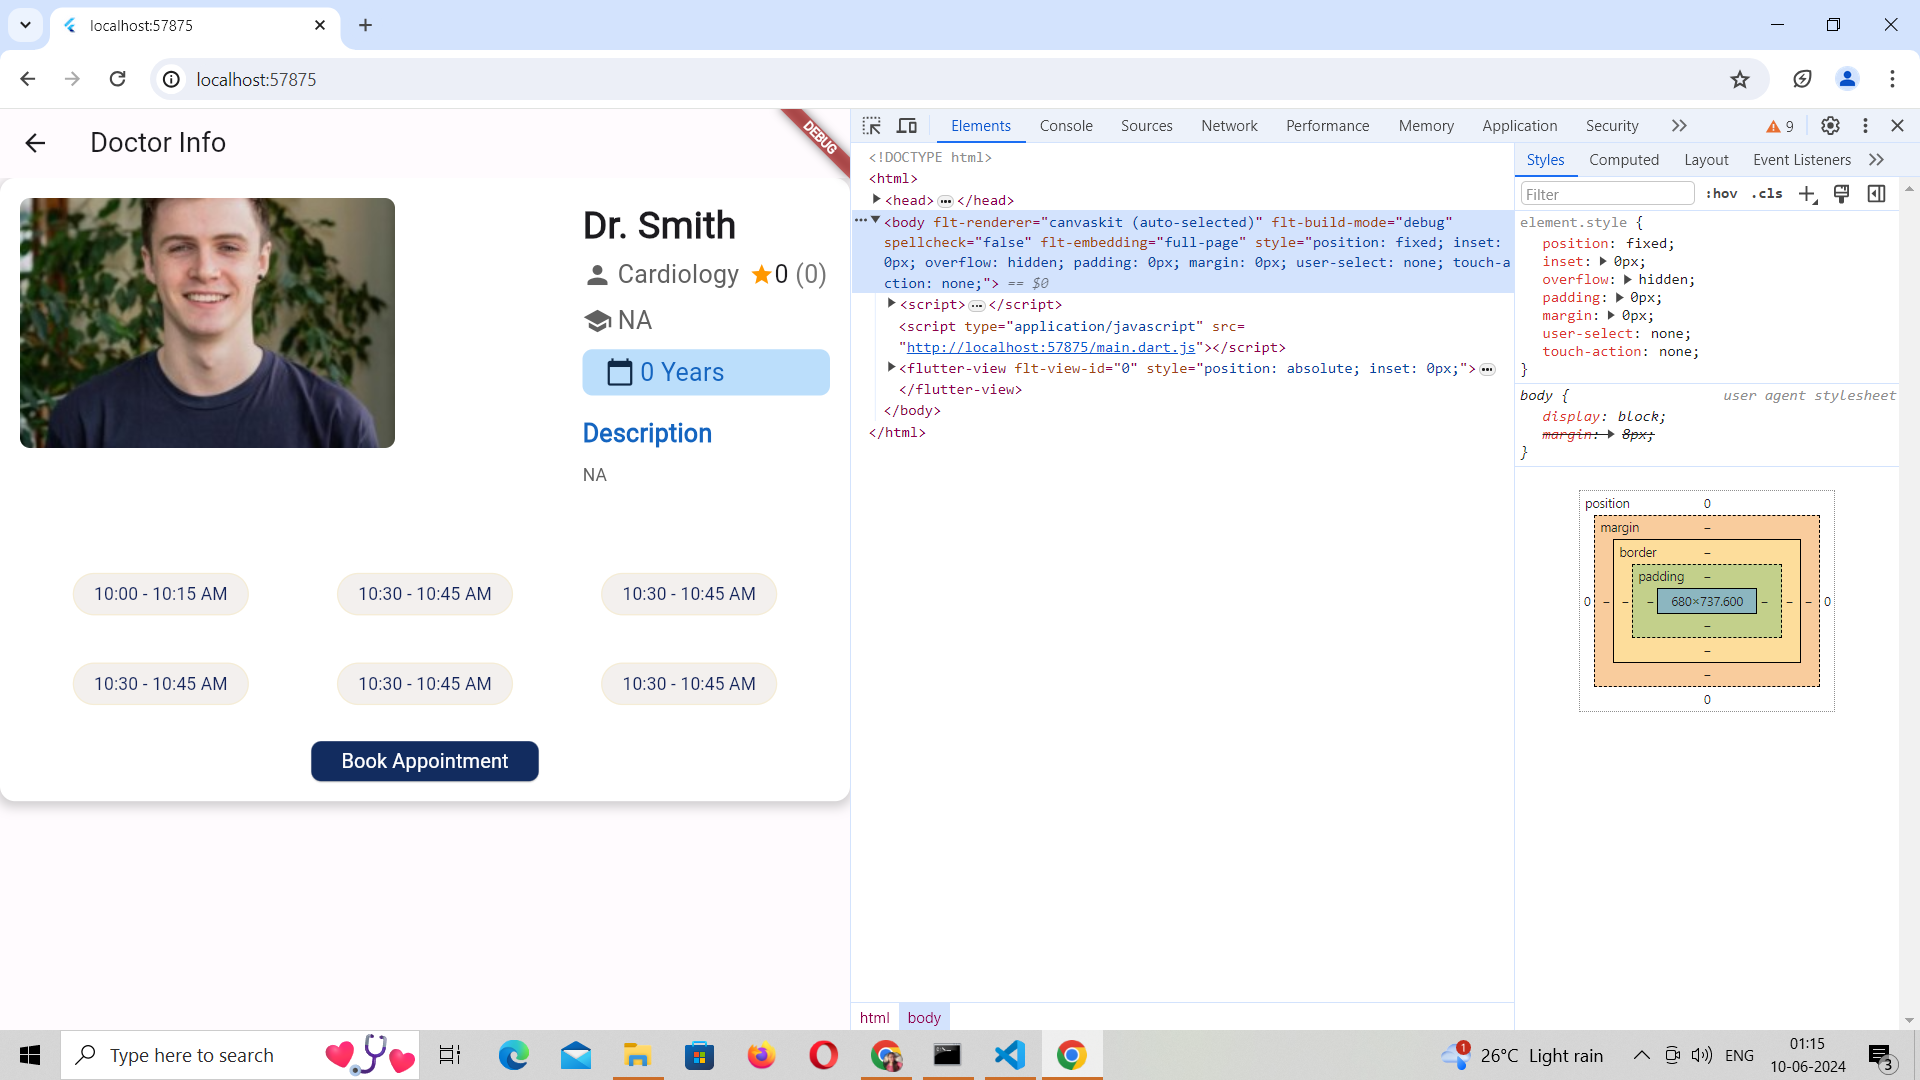 localhost:57875
localhost:57875
Doctor Info
DEBUG
Dr. Smith
Cardiology 0 (0)
NA
0 Years
Description
NA
10:00 - 10:15 AM
10:30 - 10:45 AM
10:30 - 10:45 AM
10:30 - 10:45 AM
10:30 - 10:45 AM
10:30 - 10:45 AM
Book Appointment
Elements Console Sources Network Performance Memory Application Security 9
<!DOCTYPE html>
<html>
<head> ••• </head>
••• <body flt-renderer="canvaskit (auto-selected)" flt-build-mode="debug"
spellcheck="false" flt-embedding="full-page" style="position: fixed; inset:
0px; overflow: hidden; padding: 0px; margin: 0px; user-select: none; touch-a
ction: none;"> == $0
<script> ••• </script>
<script type="application/javascript" src=
"http://localhost:57875/main.dart.js"></script>
<flutter-view flt-view-id="0" style="position: absolute; inset: 0px;"> •••
</flutter-view>
</body>
</html>
html body
Styles Computed Layout Event Listeners
Filter :hov .cls
element.style {
position: fixed;
inset: 0px;
overflow: hidden;
padding: 0px;
margin: 0px;
user-select: none;
touch-action: none;
}
body { user agent stylesheet
display: block;
margin: 8px;
}
position 0
margin –
border –
padding –
0 – – – 680×737.600 – – – 0
–
–
–
0
Type here to search
26°C Light rain
1
ENG
01:15
10-06-2024
3